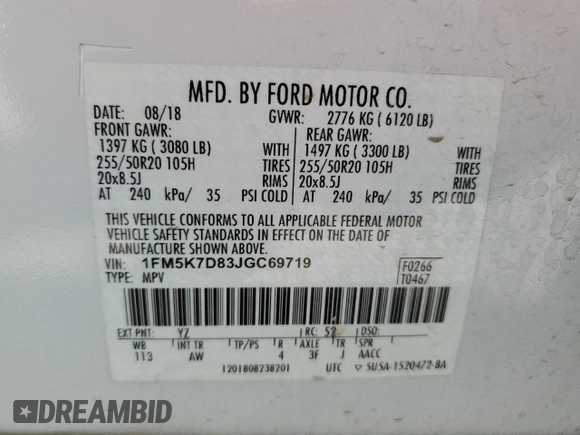 MFD. BY FORD MOTOR CO.
DATE: 08/18 GVWR: 2776 KG ( 6120 LB)
FRONT GAWR: REAR GAWR:
1397 KG ( 3080 LB) WITH 1497 KG ( 3300 LB) WITH
255/50R20 105H TIRES 255/50R20 105H TIRES
20x8.5J RIMS 20x8.5J RIMS
AT 240 kPa/ 35 PSI COLD AT 240 kPa/ 35 PSI COLD
THIS VEHICLE CONFORMS TO ALL APPLICABLE FEDERAL MOTOR
VEHICLE SAFETY STANDARDS IN EFFECT ON THE DATE OF
MANUFACTURE SHOWN ABOVE.
VIN: 1FM5K7D83JGC69719 F0266
TYPE: MPV T0467
EXT PNT: YZ RC: 52 DSO:
WB INT TR TP/PS R AXLE TR SPR
113 AW 4 3F J AACC
1201808238201 UTC ▽ 5U5A-1520472-BA
DREAMBID